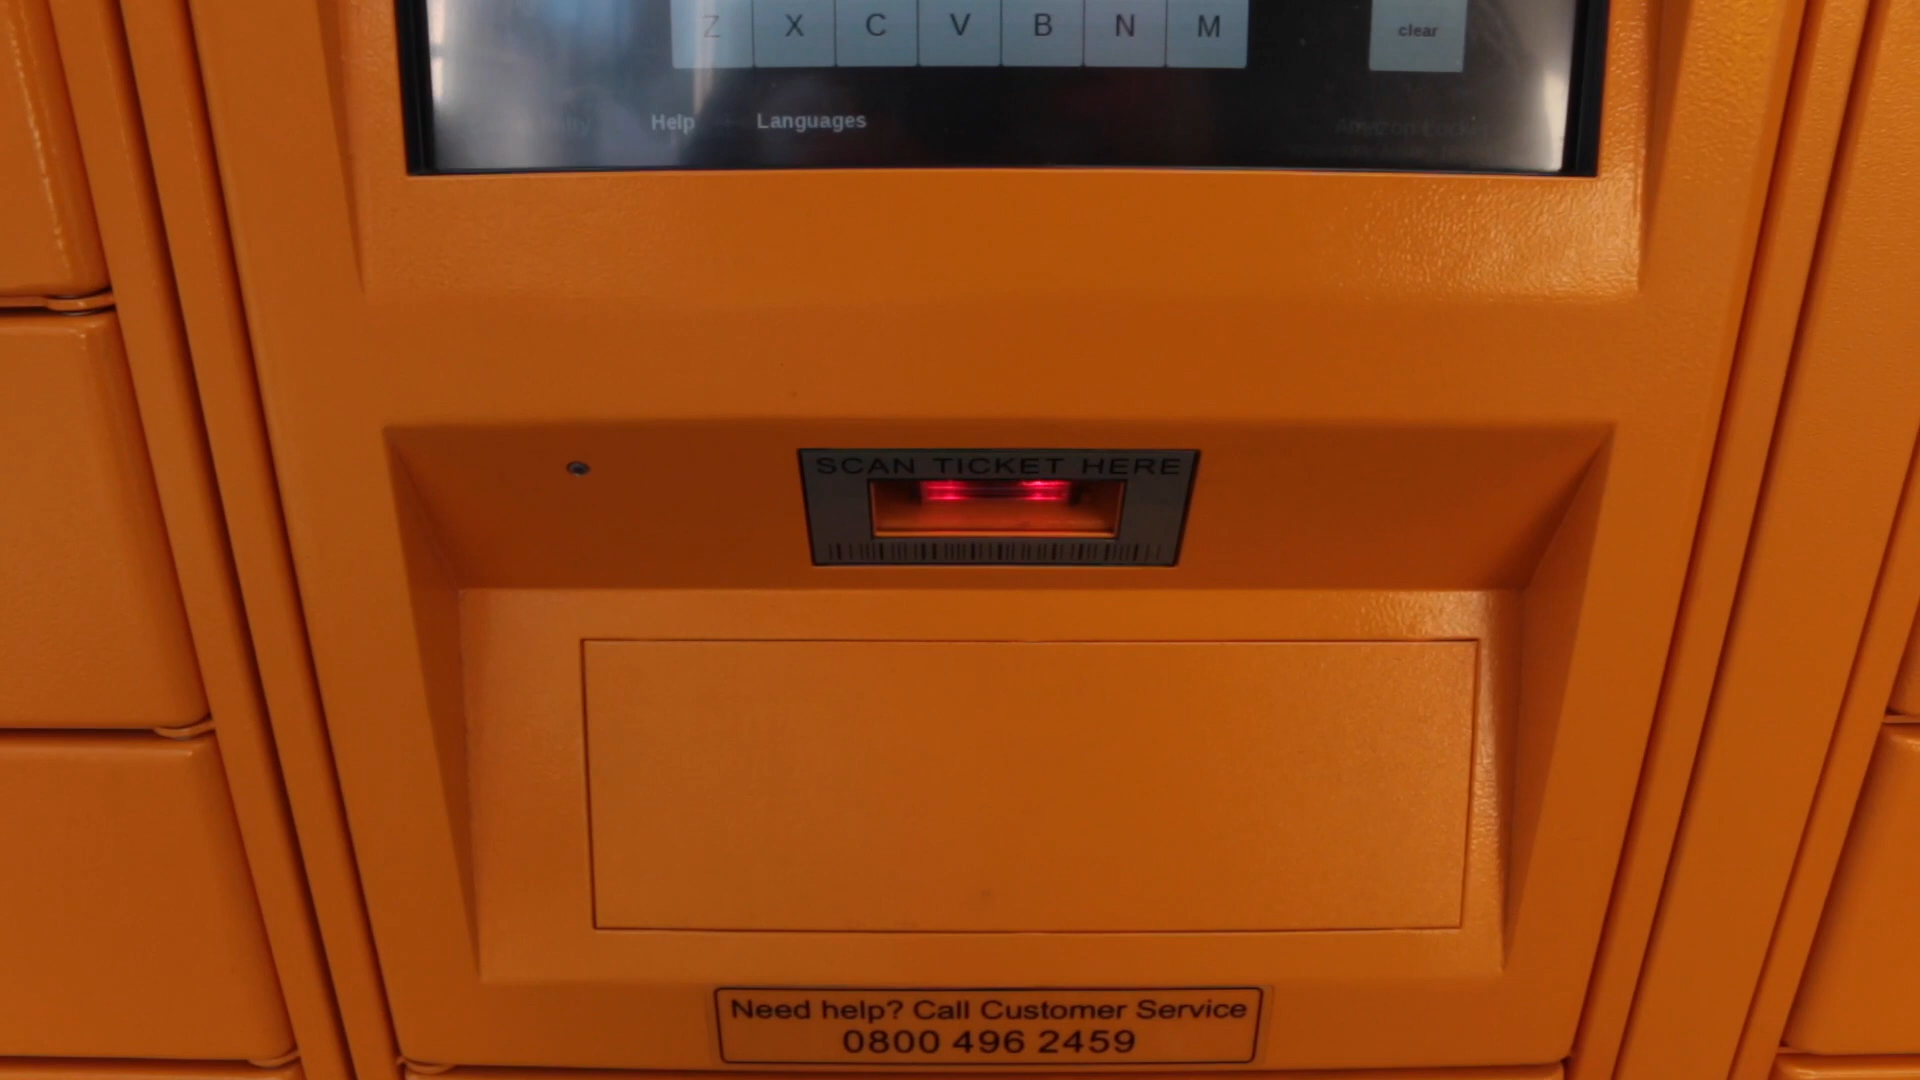 Z X C V B N M clear
Help Languages
SCAN TICKET HERE
Need help? Call Customer Service
0800 496 2459